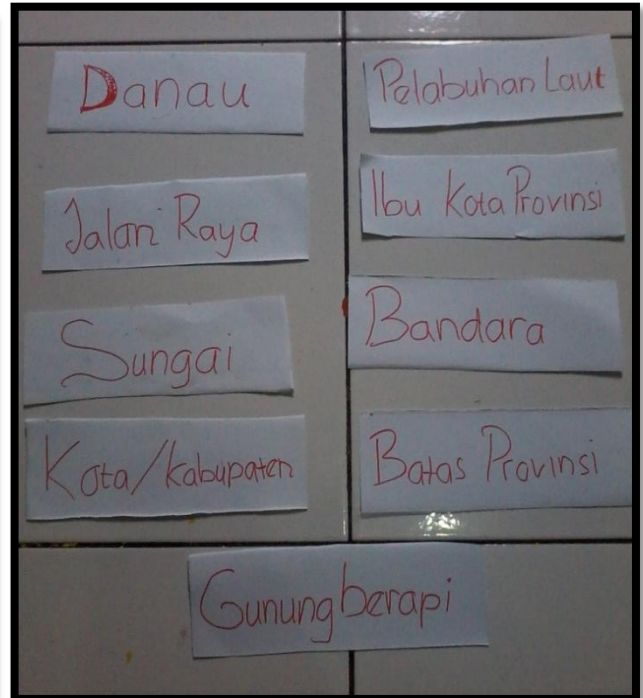 Danau
Pelabuhan Laut
Jalan Raya
Ibu Kota Provinsi
Sungai
Bandara
Kota/kabupaten
Batas Provinsi
Gunung berapi